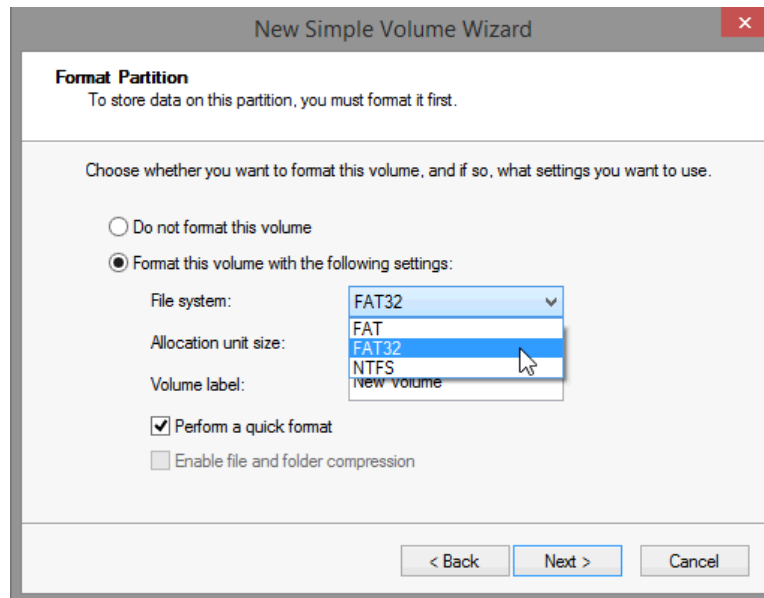 New Simple Volume Wizard
Format Partition
To store data on this partition, you must format it first.
Choose whether you want to format this volume, and if so, what settings you want to use.
Do not format this volume
Format this volume with the following settings:
File system: FAT32
FAT
Allocation unit size: FAT32
NTFS
Volume label: New Volume
Perform a quick format
Enable file and folder compression
< Back Next > Cancel